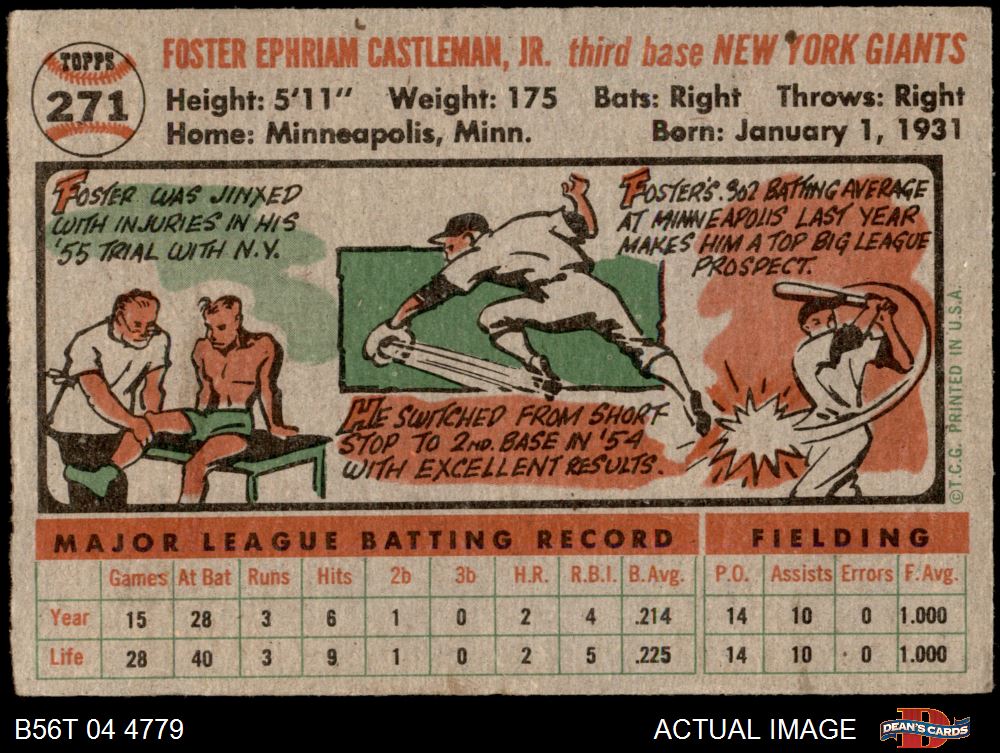 TOPPS
271
FOSTER EPHRIAM CASTLEMAN, JR. third base NEW YORK GIANTS
Height: 5'11" Weight: 175 Bats: Right Throws: Right
Home: Minneapolis, Minn. Born: January 1, 1931
FOSTER WAS JINXED
WITH INJURIES IN HIS
'55 TRIAL WITH N.Y.
HE SWITCHED FROM SHORT
STOP TO 2ND. BASE IN '54
WITH EXCELLENT RESULTS.
FOSTER'S .302 BATTING AVERAGE
AT MINNEAPOLIS LAST YEAR
MAKES HIM A TOP BIG LEAGUE
PROSPECT.
©T.C.G. PRINTED IN U.S.A.
MAJOR LEAGUE BATTING RECORD FIELDING
Games At Bat Runs Hits 2b 3b H.R. R.B.I. B.Avg. P.O. Assists Errors F.Avg.
Year 15 28 3 6 1 0 2 4 .214 14 10 0 1.000
Life 28 40 3 9 1 0 2 5 .225 14 10 0 1.000
B56T 04 4779 ACTUAL IMAGE DEAN'S CARDS